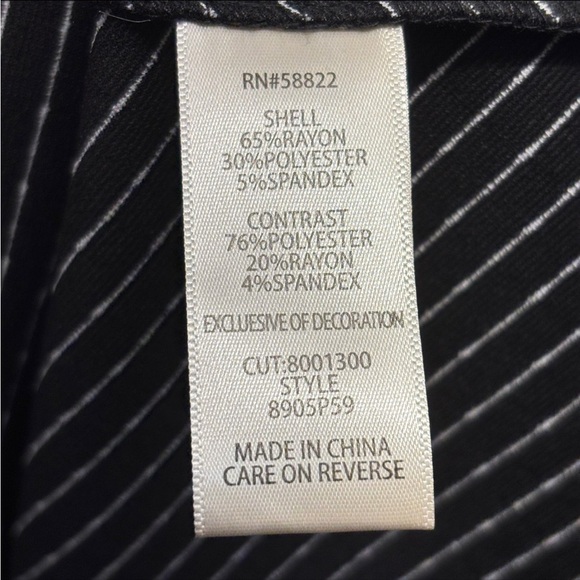 RN#58822
SHELL
65%RAYON
30%POLYESTER
5%SPANDEX
CONTRAST
76%POLYESTER
20%RAYON
4%SPANDEX
EXCLUSIVE OF DECORATION
CUT:8001300
STYLE
8905P59
MADE IN CHINA
CARE ON REVERSE